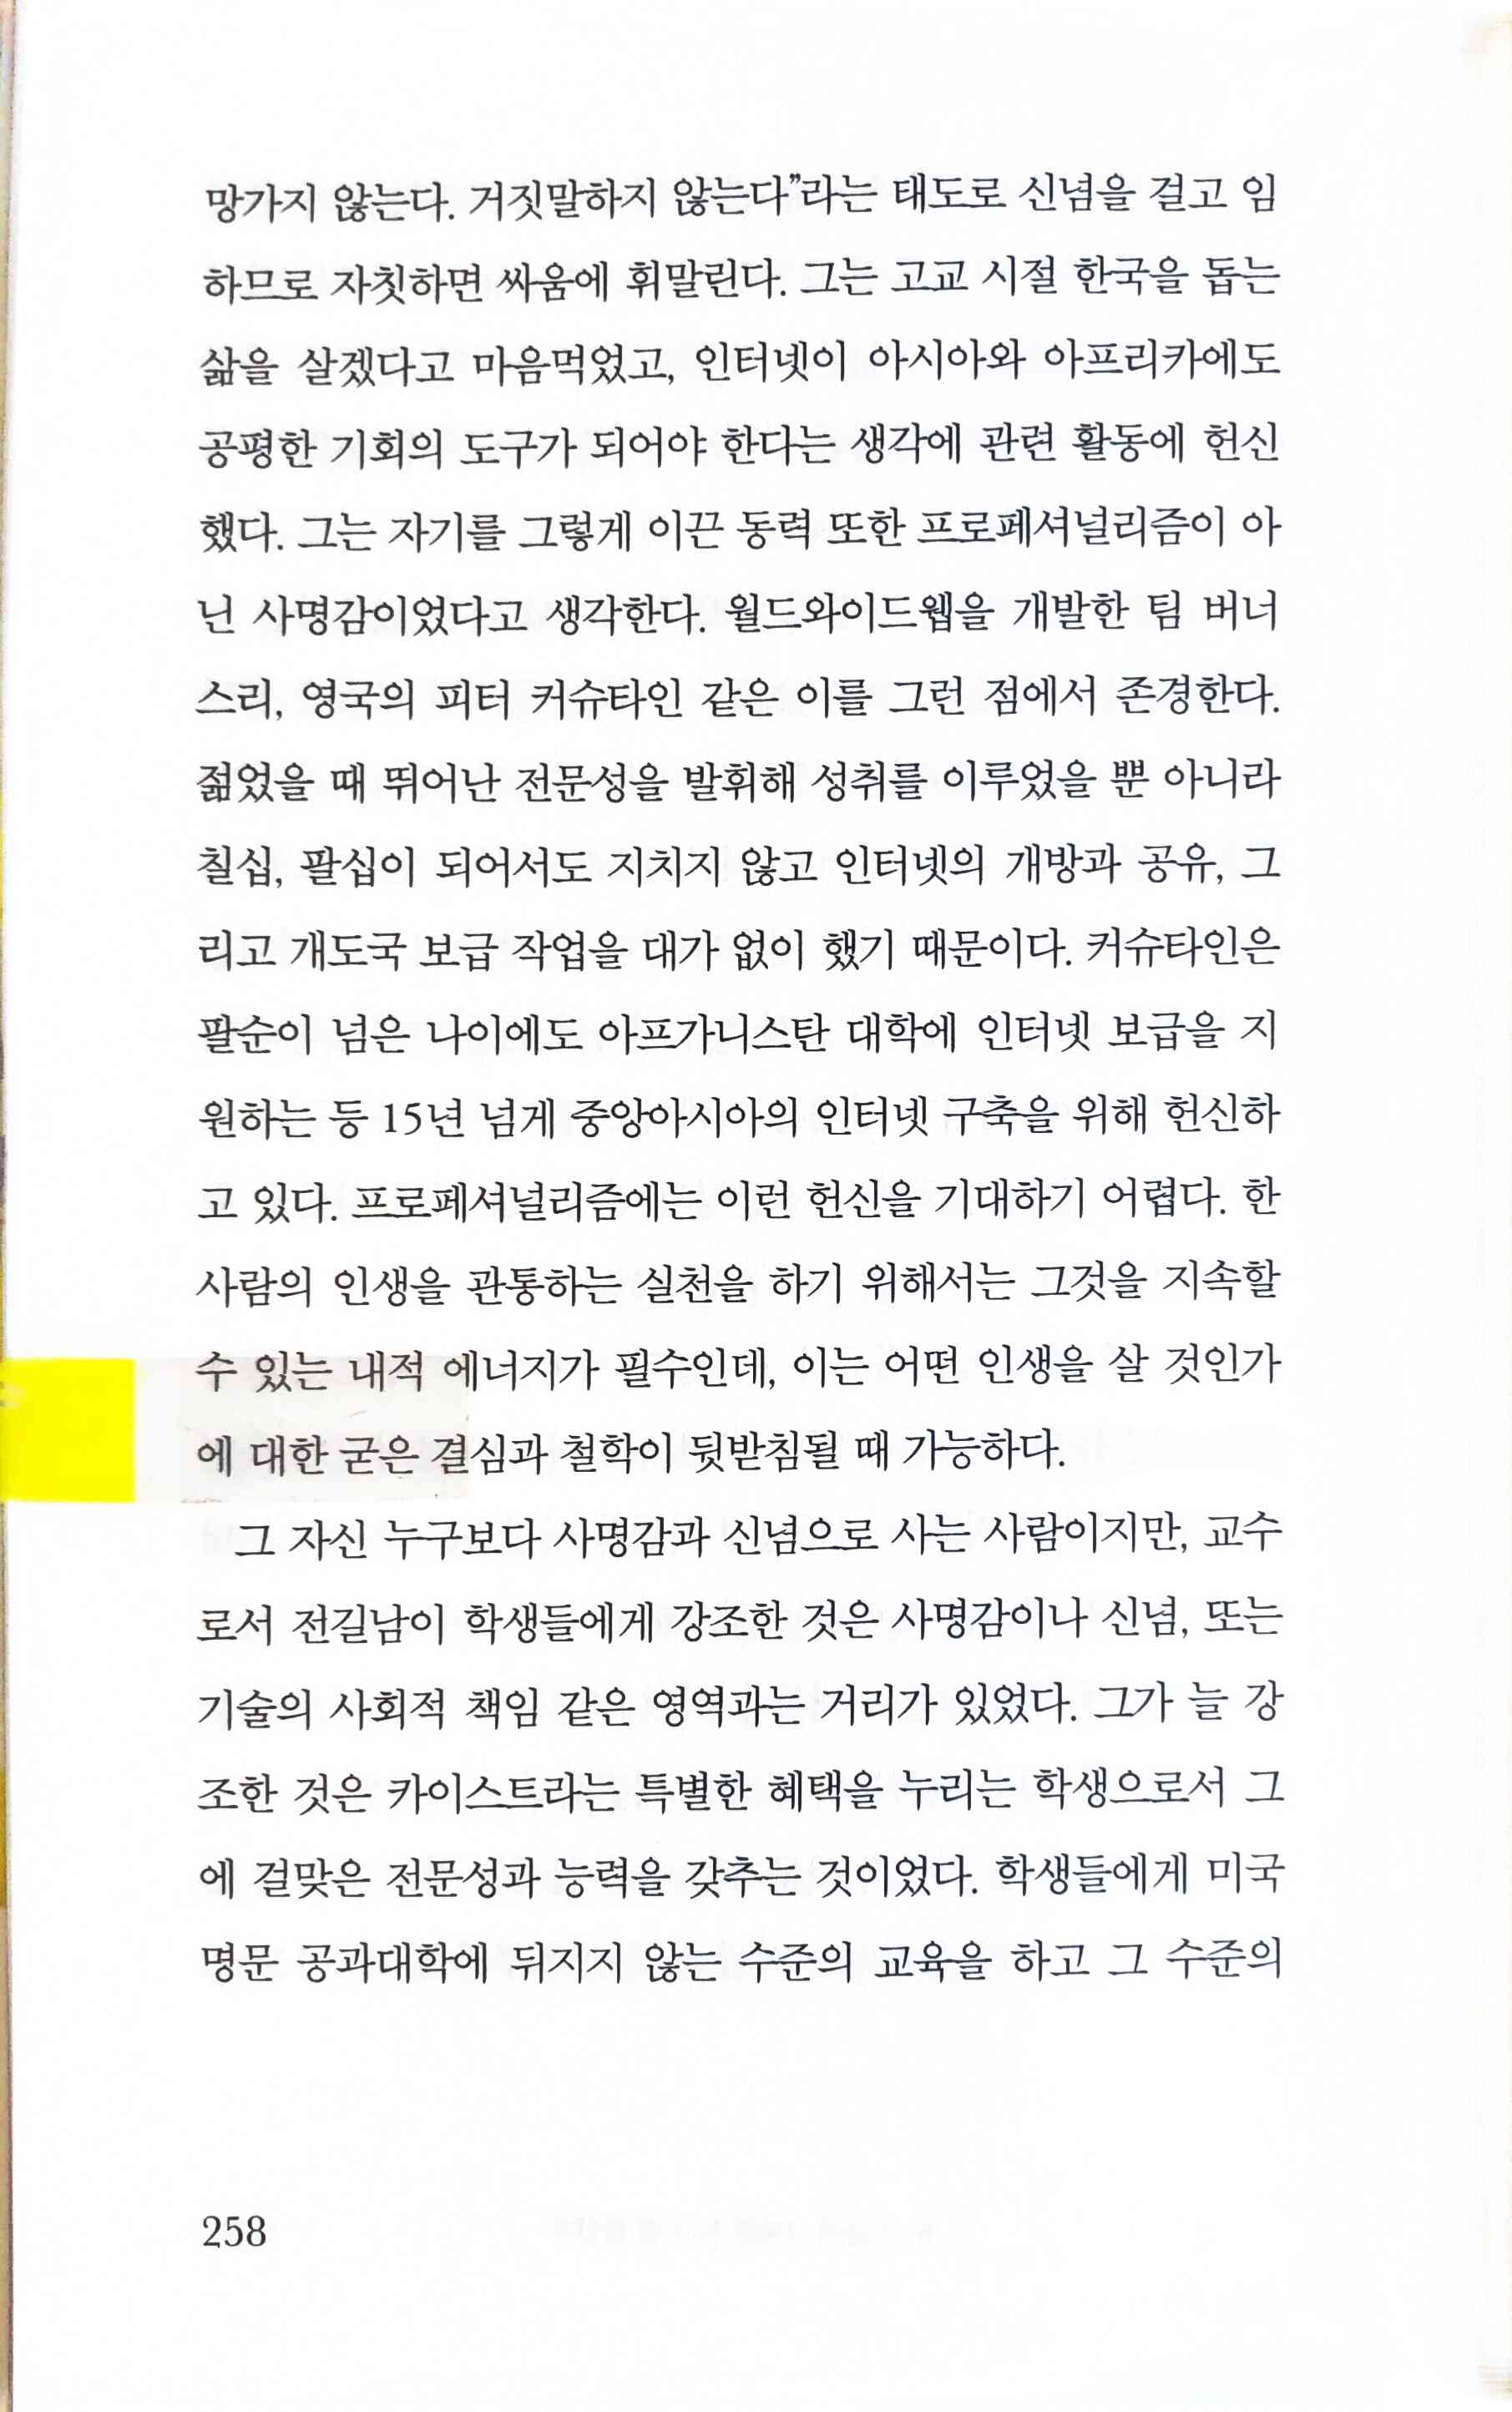 망가지 않는다. 거짓말하지 않는다”라는 태도로 신념을 걸고 임
하므로 자칫하면 싸움에 휘말린다. 그는 고교 시절 한국을 돕는
삶을 살겠다고 마음먹었고, 인터넷이 아시아와 아프리카에도
공평한 기회의 도구가 되어야 한다는 생각에 관련 활동에 헌신
했다. 그는 자기를 그렇게 이끈 동력 또한 프로페셔널리즘이 아
닌 사명감이었다고 생각한다. 월드와이드웹을 개발한 팀 버너
스리, 영국의 피터 커슈타인 같은 이를 그런 점에서 존경한다.
젊었을 때 뛰어난 전문성을 발휘해 성취를 이루었을 뿐 아니라
칠십, 팔십이 되어서도 지치지 않고 인터넷의 개방과 공유, 그
리고 개도국 보급 작업을 대가 없이 했기 때문이다. 커슈타인은
팔순이 넘은 나이에도 아프가니스탄 대학에 인터넷 보급을 지
원하는 등 15년 넘게 중앙아시아의 인터넷 구축을 위해 헌신하
고 있다. 프로페셔널리즘에는 이런 헌신을 기대하기 어렵다. 한
사람의 인생을 관통하는 실천을 하기 위해서는 그것을 지속할
수 있는 내적 에너지가 필수인데, 이는 어떤 인생을 살 것인가
에 대한 굳은 결심과 철학이 뒷받침될 때 가능하다.
그 자신 누구보다 사명감과 신념으로 사는 사람이지만, 교수
로서 전길남이 학생들에게 강조한 것은 사명감이나 신념, 또는
기술의 사회적 책임 같은 영역과는 거리가 있었다. 그가 늘 강
조한 것은 카이스트라는 특별한 혜택을 누리는 학생으로서 그
에 걸맞은 전문성과 능력을 갖추는 것이었다. 학생들에게 미국
명문 공과대학에 뒤지지 않는 수준의 교육을 하고 그 수준의
258